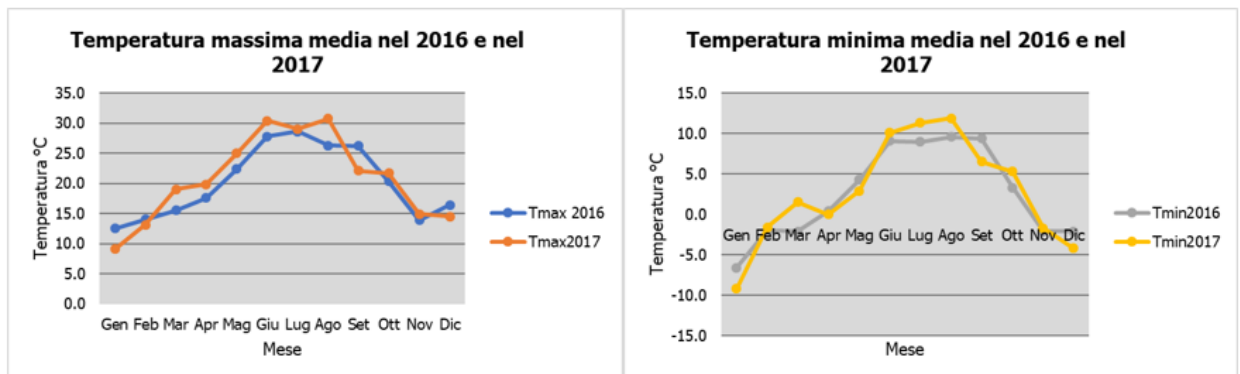 Temperatura massima media nel 2016 e nel
2017
35.0
30.0
25.0
20.0
15.0
10.0
5.0
0.0
Temperatura °C
Gen Feb Mar Apr Mag Giu Lug Ago Set Ott Nov Dic
Mese
Tmax 2016
Tmax2017
Temperatura minima media nel 2016 e nel
2017
15.0
10.0
5.0
0.0
-5.0
-10.0
-15.0
Temperatura °C
Gen Feb Mar Apr Mag Giu Lug Ago Set Ott Nov Dic
Mese
Tmin2016
Tmin2017